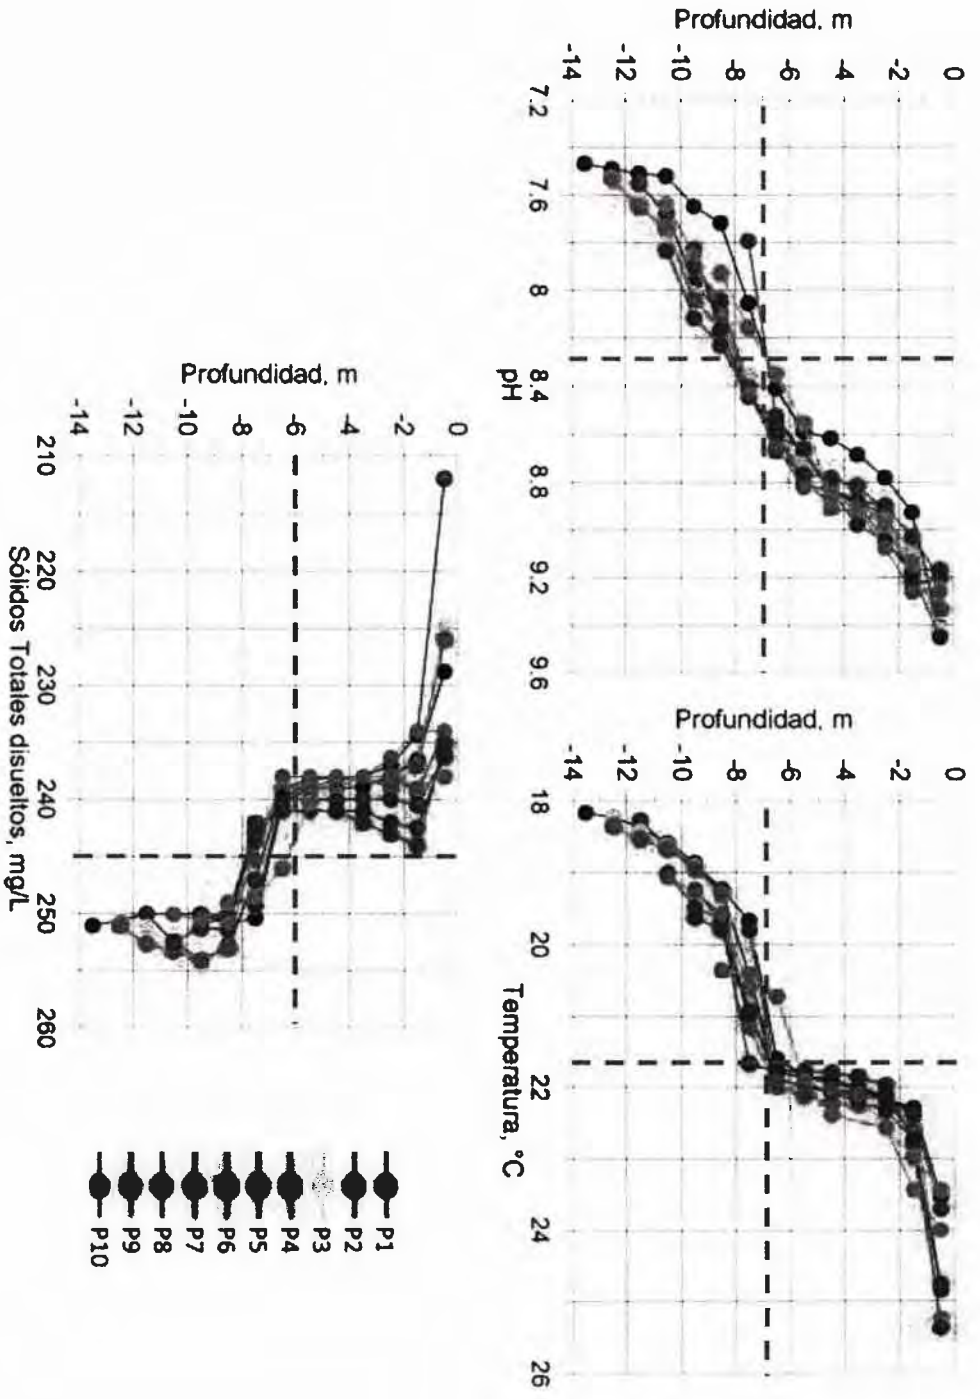 Profundidad, m
0
-2
-4
-6
-8
-10
-12
-14
7.2
7.6
8
8.4
8.8
9.2
9.6
pH
Profundidad, m
0
-2
-4
-6
-8
-10
-12
-14
18
20
22
24
26
Temperatura, °C
Profundidad, m
0
-2
-4
-6
-8
-10
-12
-14
210
220
230
240
250
260
Sólidos Totales disueltos, mg/L
P1
P2
P3
P4
P5
P6
P7
P8
P9
P10